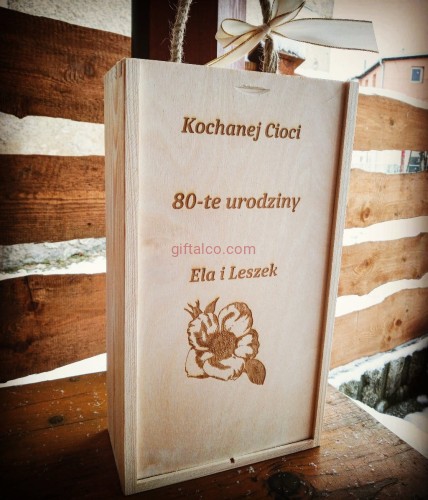 Kochanej Cioci
80-te urodziny
giftalco.com
Ela i Leszek